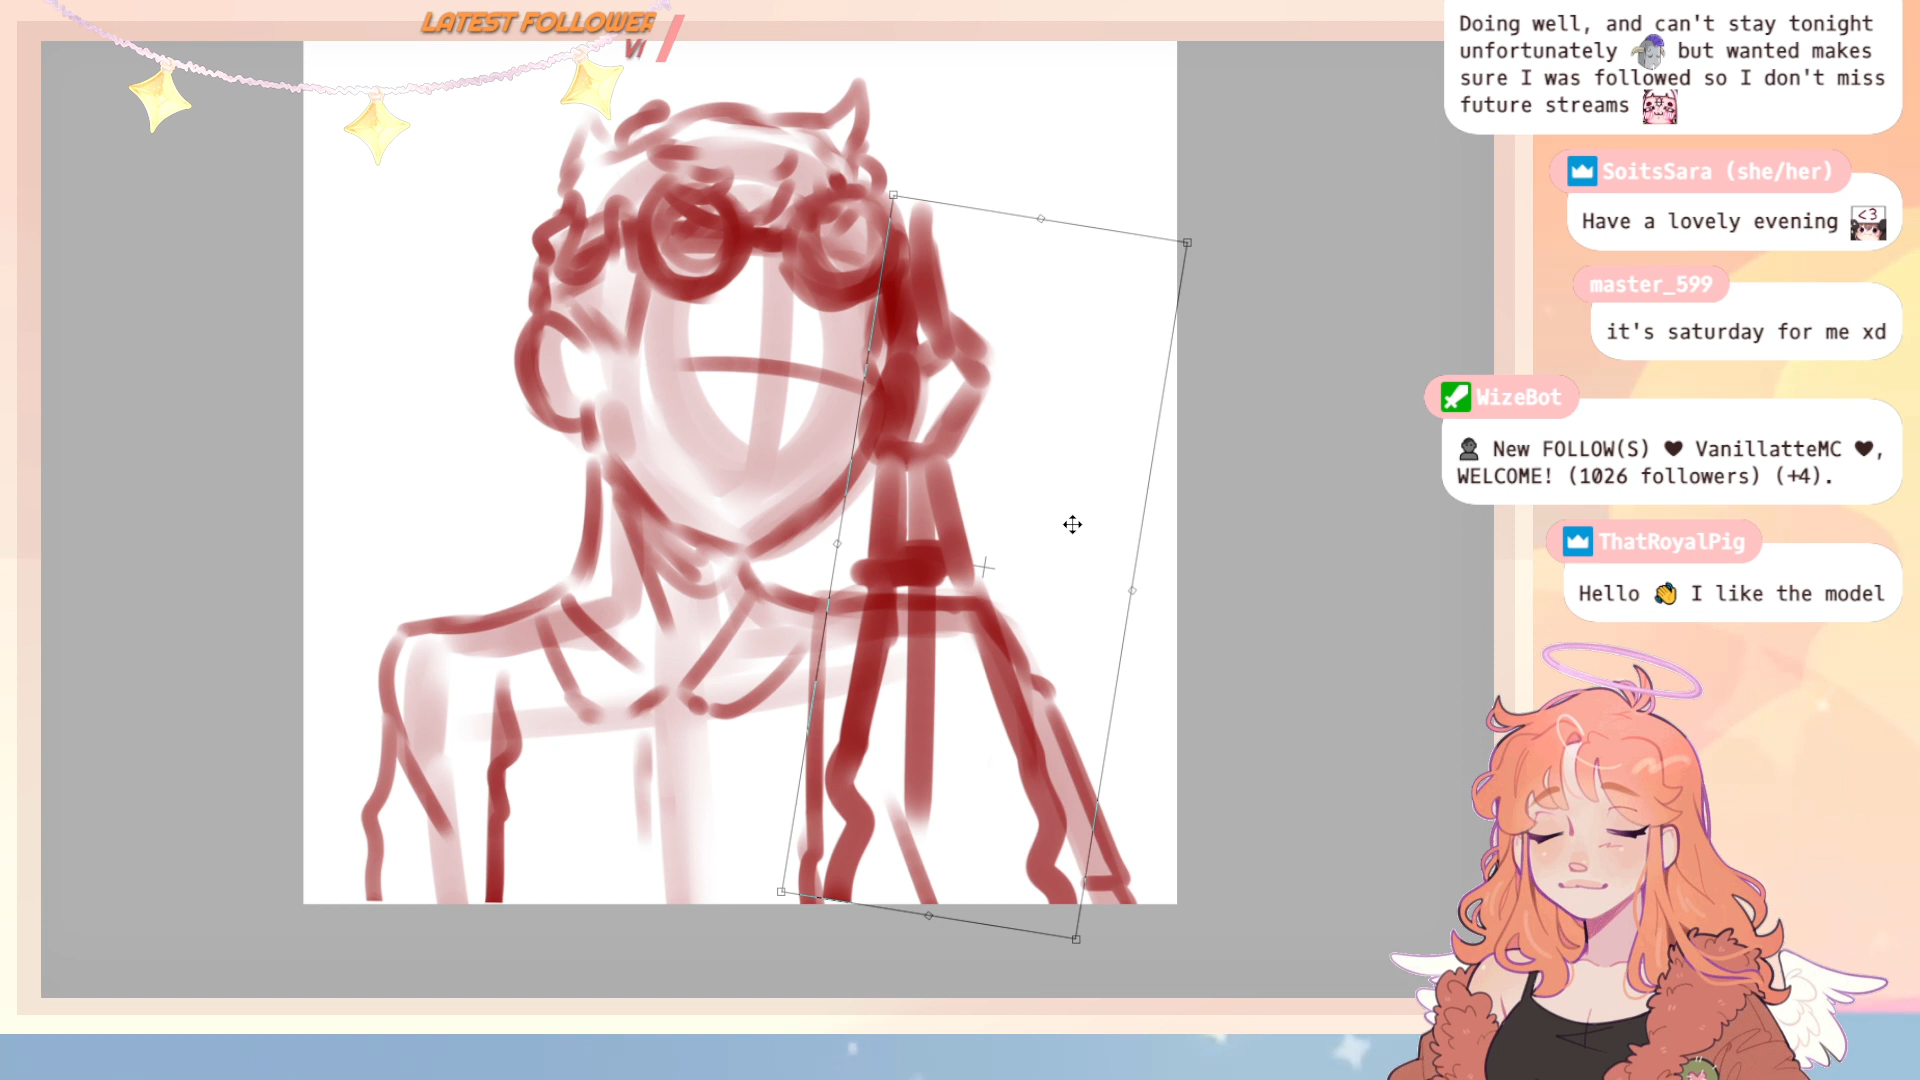 LATEST FOLLOWER
Doing well, and can't stay tonight
unfortunately but wanted makes
sure I was followed so I don't miss
future streams
SoitsSara (she/her)
Have a lovely evening <3
master_599
it's saturday for me xd
WizeBot
New FOLLOW(S) ♥ VanillatteMC ♥,
WELCOME! (1026 followers) (+4).
ThatRoyalPig
Hello 👏 I like the model